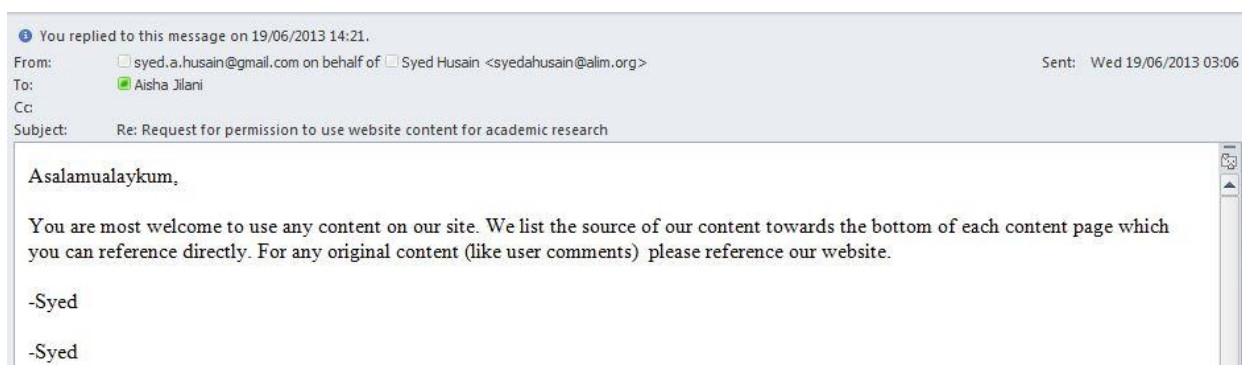 You replied to this message on 19/06/2013 14:21.
From: syed.a.husain@gmail.com on behalf of Syed Husain <syedahusain@alim.org> Sent: Wed 19/06/2013 03:06
To: Aisha Jilani
Cc:
Subject: Re: Request for permission to use website content for academic research
Asalamualaykum,
You are most welcome to use any content on our site. We list the source of our content towards the bottom of each content page which
you can reference directly. For any original content (like user comments)  please reference our website.
-Syed
-Syed